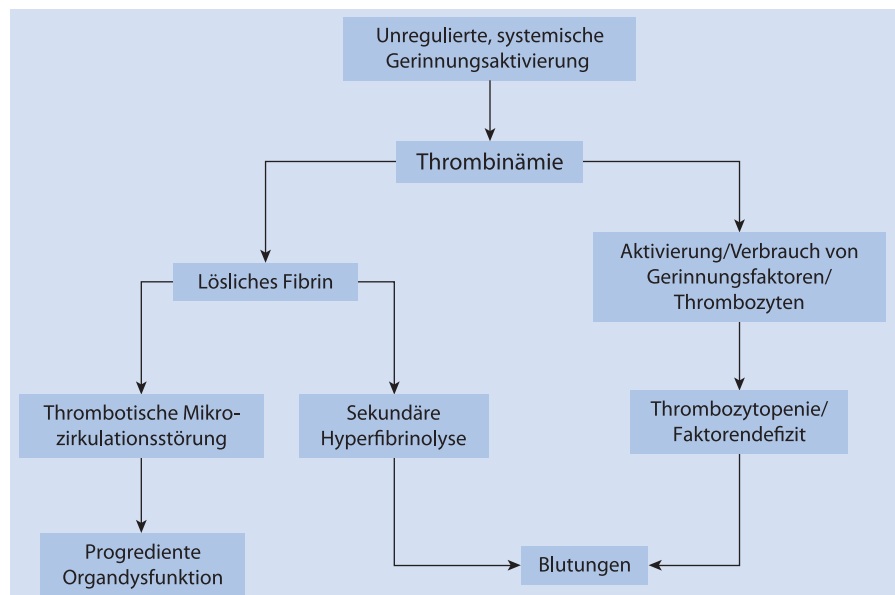 Unregulierte, systemische
Gerinnungsaktivierung
Thrombinämie
Lösliches Fibrin
Aktivierung/Verbrauch von
Gerinnungsfaktoren/
Thrombozyten
Thrombotische Mikro-
zirkulationsstörung
Sekundäre
Hyperfibrinolyse
Thrombozytopenie/
Faktorendefizit
Progrediente
Organdysfunktion
Blutungen